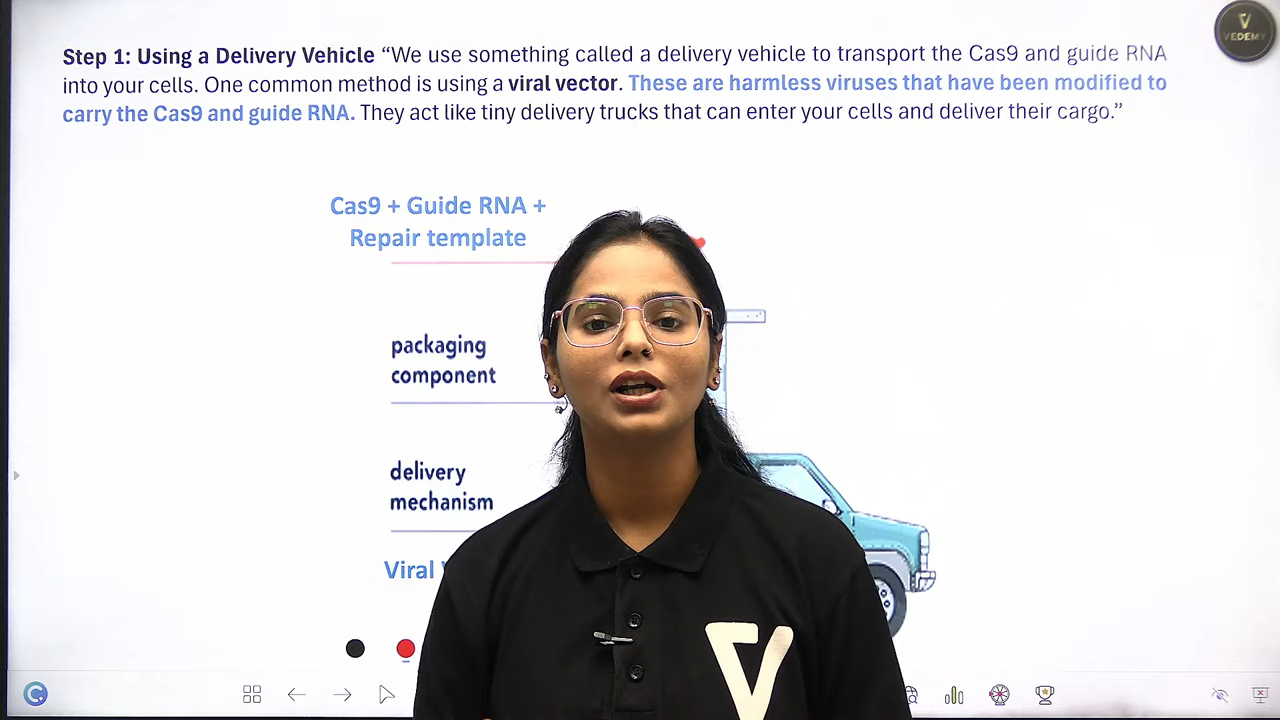 Step 1: Using a Delivery Vehicle “We use something called a delivery vehicle to transport the Cas9 and guide RNA
into your cells. One common method is using a viral vector. These are harmless viruses that have been modified to
carry the Cas9 and guide RNA. They act like tiny delivery trucks that can enter your cells and deliver their cargo.”
VEDEMY
Cas9 + Guide RNA +
Repair template
packaging
component
delivery
mechanism
Viral